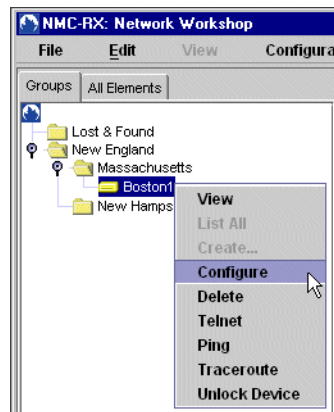 NMC-RX: Network Workshop
File Edit View Configura
Groups All Elements
Lost & Found
New England
Massachusetts
Boston1
New Hamps
View
List All
Create...
Configure
Delete
Telnet
Ping
Traceroute
Unlock Device